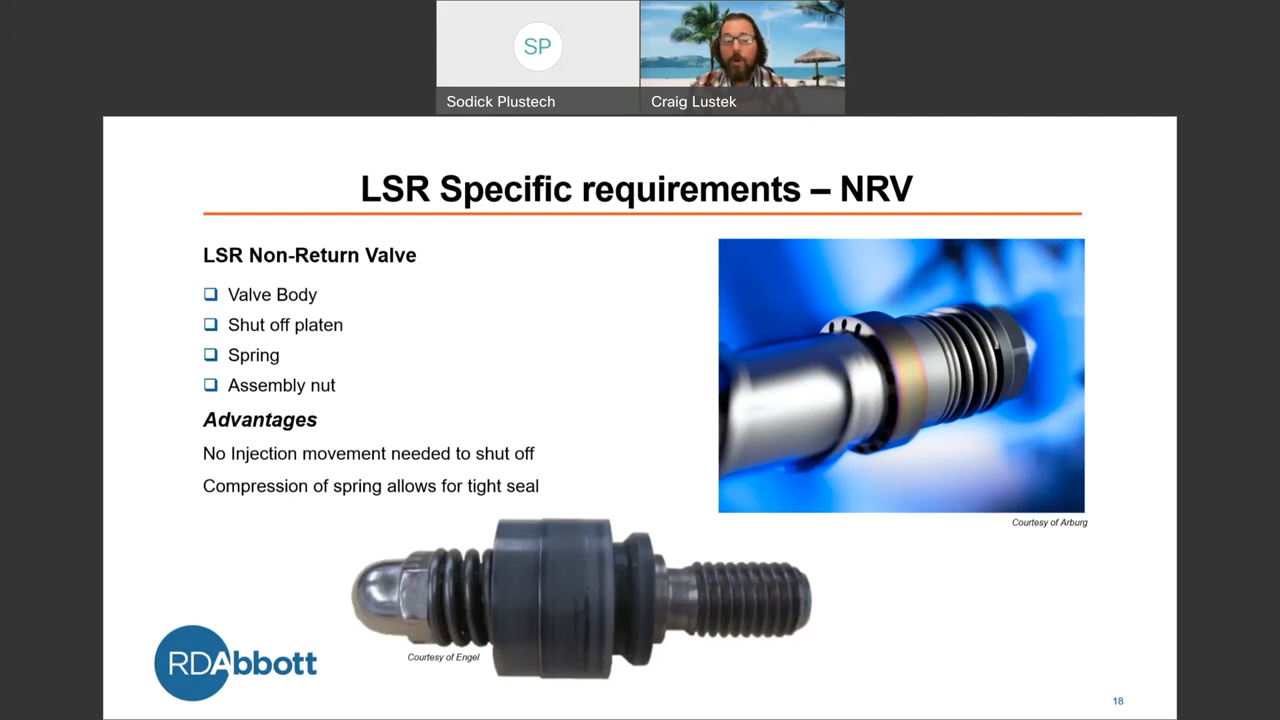 SP
Sodick Plustech
Craig Lustek
LSR Specific requirements – NRV
LSR Non-Return Valve
Valve Body
Shut off platen
Spring
Assembly nut
Advantages
No Injection movement needed to shut off
Compression of spring allows for tight seal
Courtesy of Arburg
Courtesy of Engel
RDAbbott
18